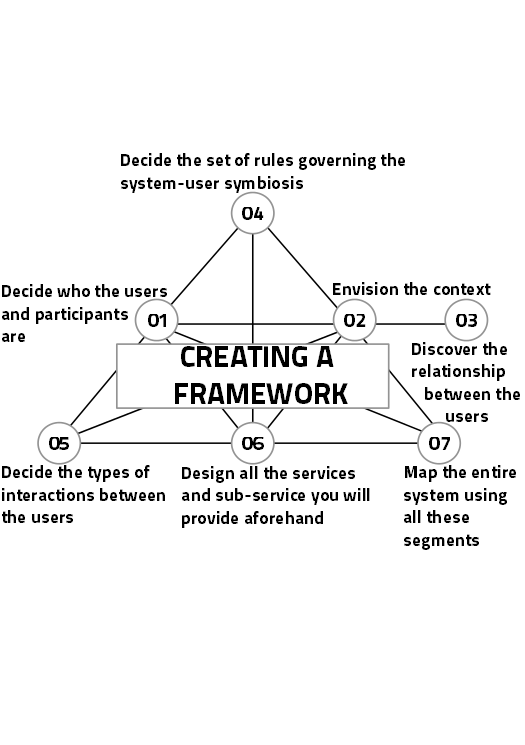 Decide the set of rules governing the
system-user symbiosis
04
Decide who the users
and participants
are
01
Envision the context
02
03
Discover the
relationship
between the
users
CREATING A
FRAMEWORK
05
Decide the types of
interactions between
the users
06
Design all the services
and sub-service you will
provide aforehand
07
Map the entire
system using
all these
segments